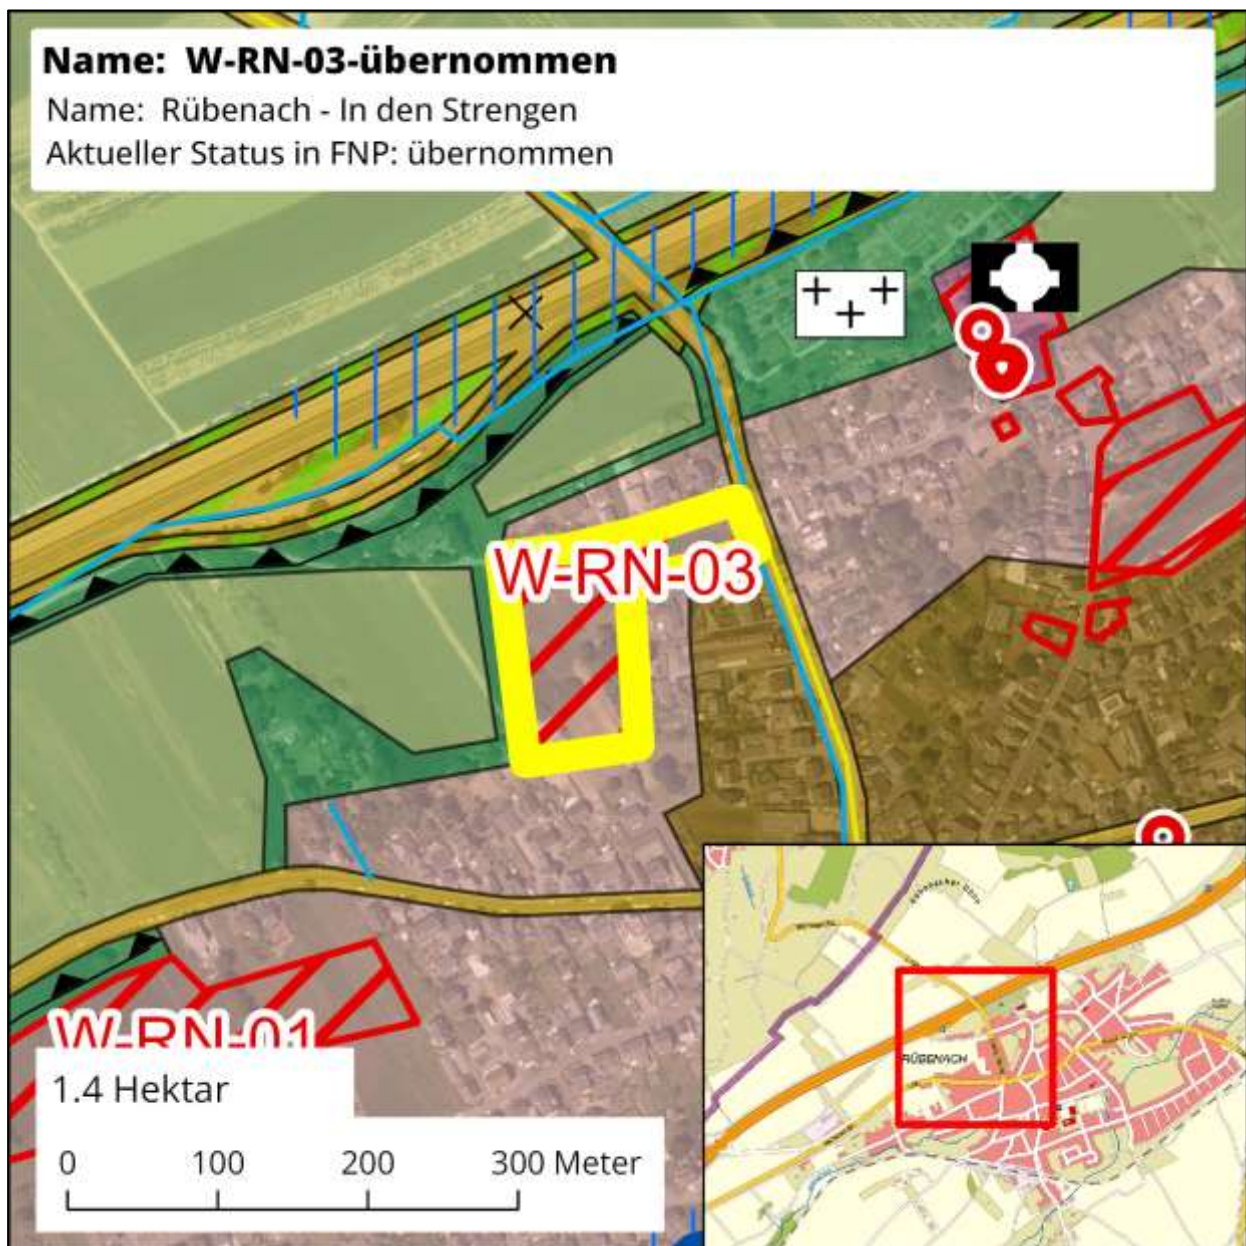 Name: W-RN-03-übernommen
Name: Rübenach - In den Strengen
Aktueller Status in FNP: übernommen
W-RN-03
W-RN-01
1.4 Hektar
0 100 200 300 Meter
RÜBENACH